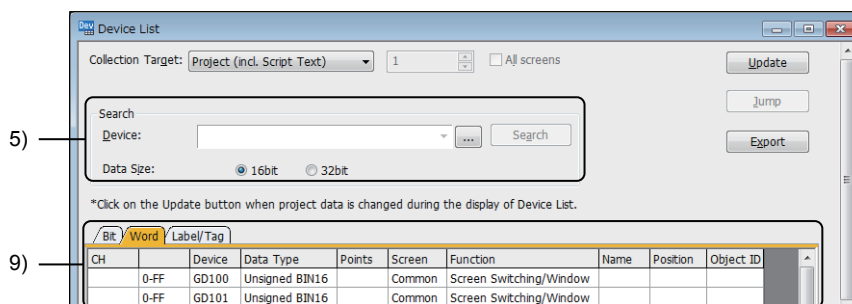 Dev Device List
Collection Target: Project (incl. Script Text) 1 All screens Update
Jump
Search
5) Device: ... Search Export
Data Size: 16bit 32bit
*Click on the Update button when project data is changed during the display of Device List.
Bit Word Label/Tag
9) CH Device Data Type Points Screen Function Name Position Object ID
0-FF GD100 Unsigned BIN16 Common Screen Switching/Window
0-FF GD101 Unsigned BIN16 Common Screen Switching/Window